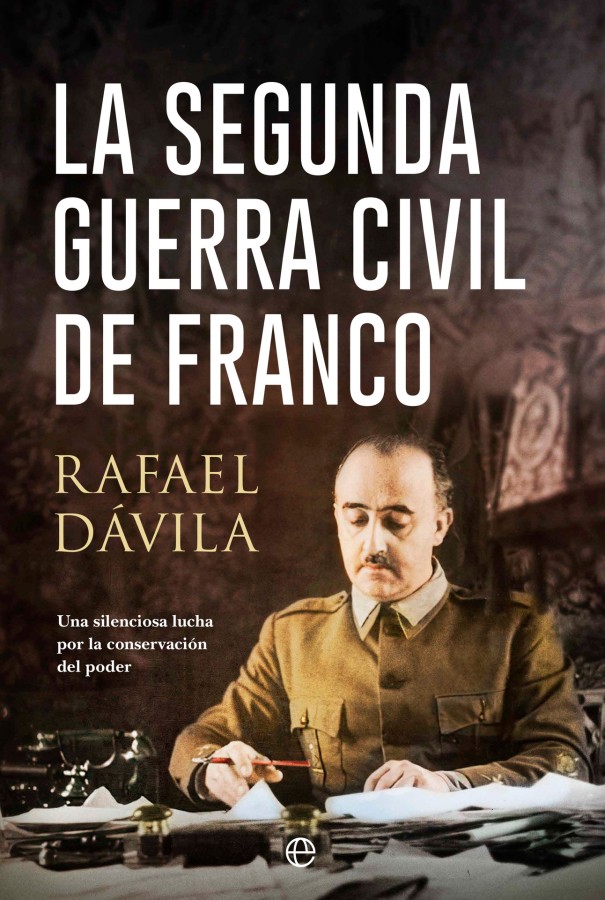 LA SEGUNDA
GUERRA CIVIL
DE FRANCO
RAFAEL
DÁVILA
Una silenciosa lucha
por la conservación
del poder